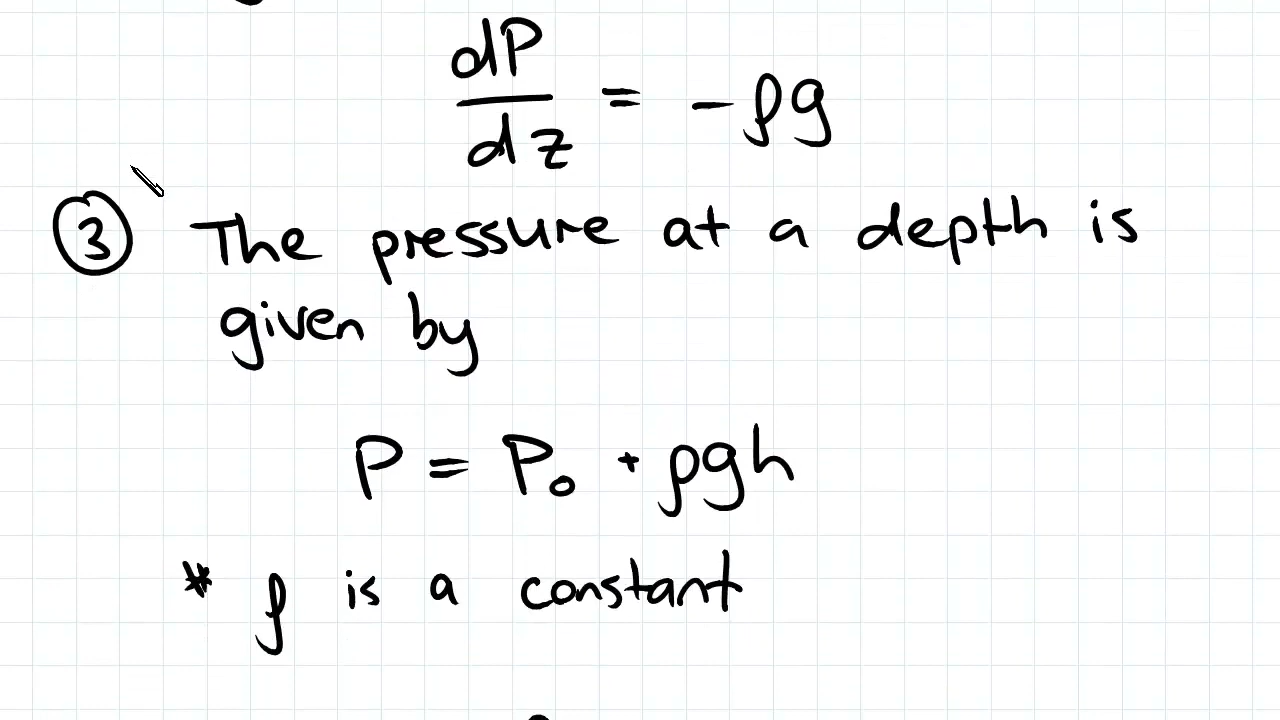 dP/dz = -ρg
③ The pressure at a depth is
given by
P = P₀ + ρgh
* ρ is a constant